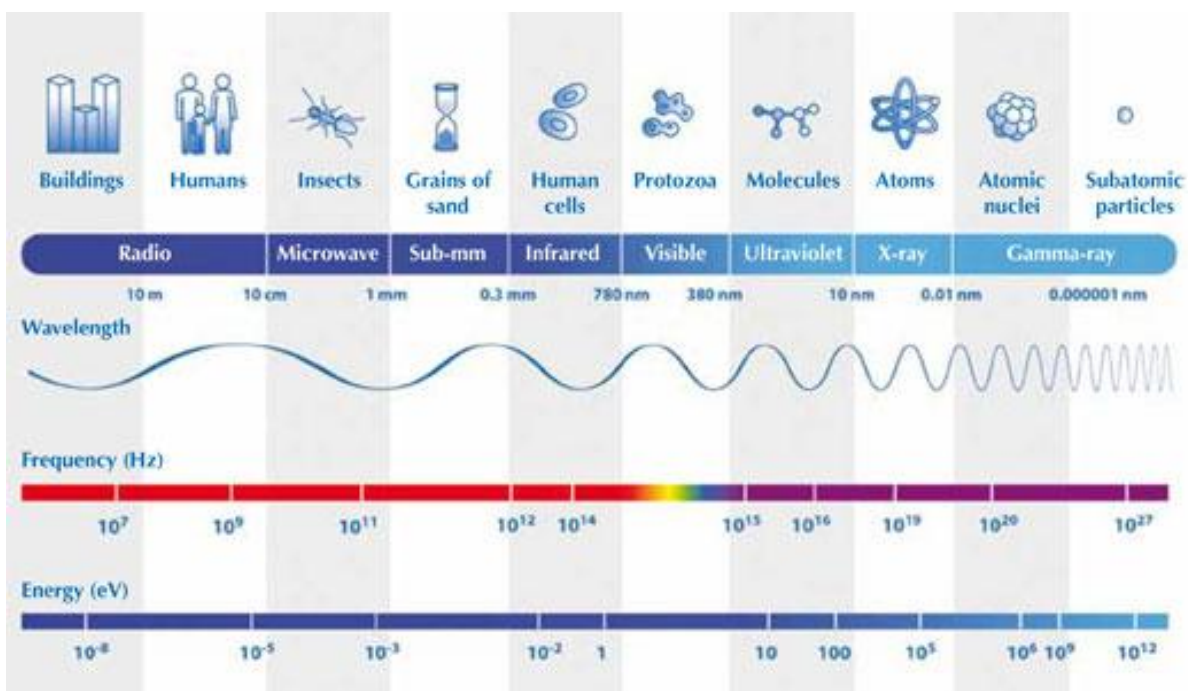 Buildings Humans Insects Grains of sand Human cells Protozoa Molecules Atoms Atomic nuclei Subatomic particles
Radio Microwave Sub-mm Infrared Visible Ultraviolet X-ray Gamma-ray
10 m 10 cm 1 mm 0.3 mm 780 nm 380 nm 10 nm 0.01 nm 0.000001 nm
Wavelength
Frequency (Hz)
10⁷ 10⁹ 10¹¹ 10¹² 10¹⁴ 10¹⁵ 10¹⁶ 10¹⁹ 10²⁰ 10²⁷
Energy (eV)
10⁻⁸ 10⁻⁵ 10⁻³ 10⁻² 1 10 100 10⁵ 10⁶ 10⁹ 10¹²